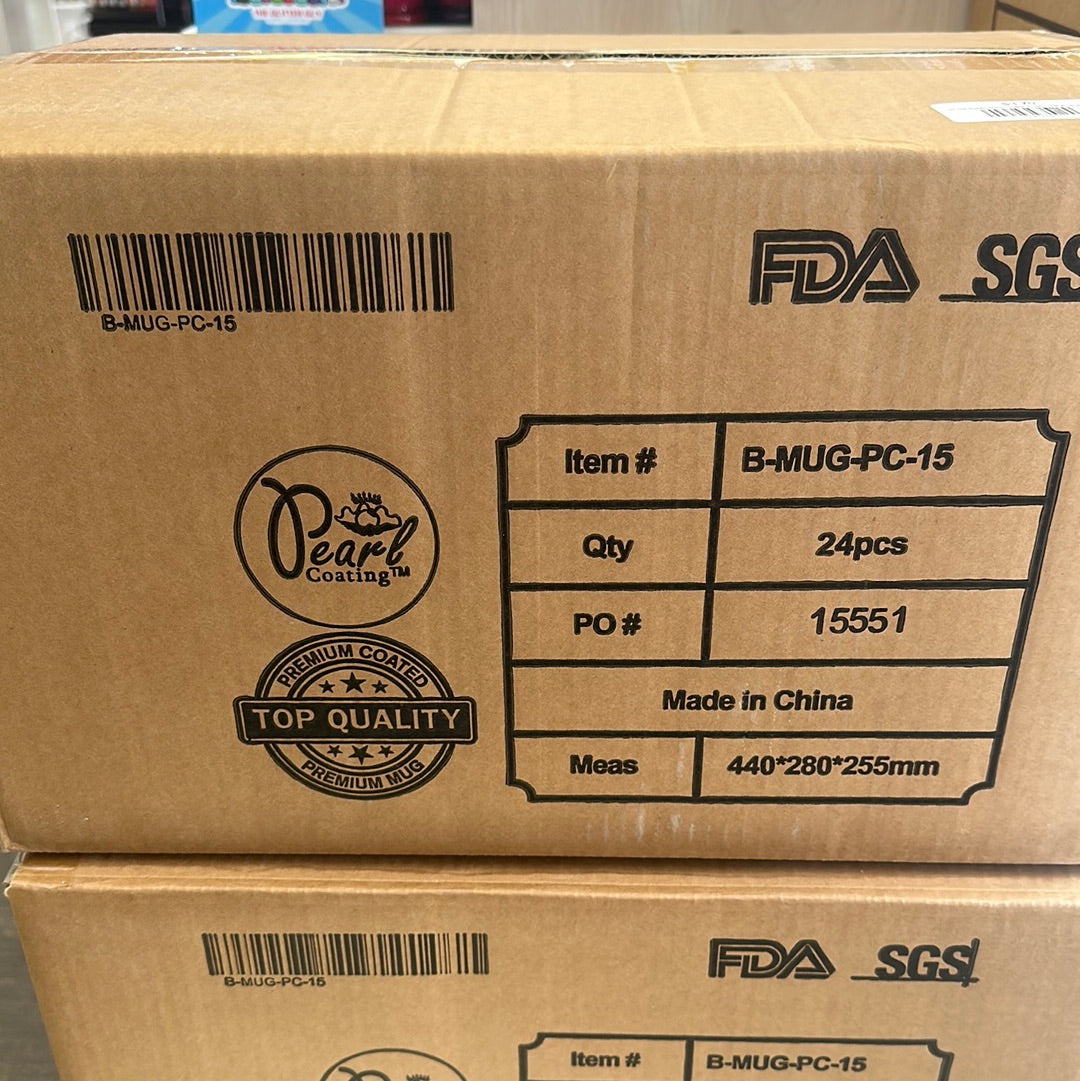 B-MUG-PC-15
FDA SGS
Pearl
Coating™
PREMIUM COATED
TOP QUALITY
PREMIUM MUG
Item # B-MUG-PC-15
Qty 24pcs
PO # 15551
Made in China
Meas 440*280*255mm
B-MUG-PC-15
FDA SGS
Item # B-MUG-PC-15